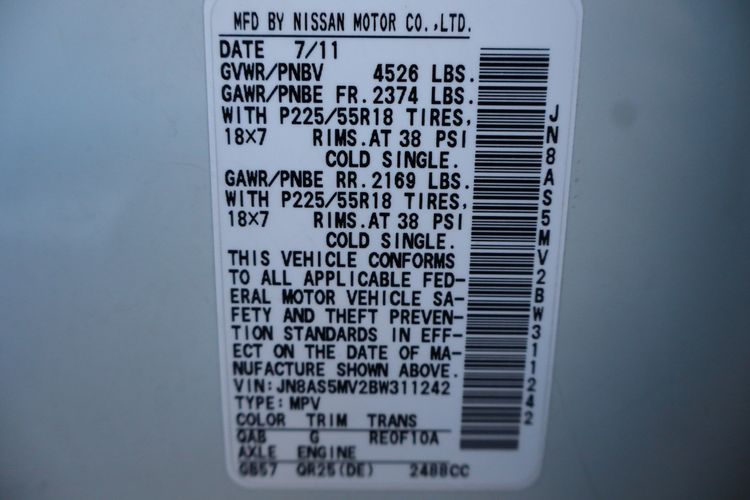 MFD BY NISSAN MOTOR CO.,LTD.
DATE 7/11
GVWR/PNBV 4526 LBS.
GAWR/PNBE FR. 2374 LBS.
WITH P225/55R18 TIRES,
18X7 RIMS. AT 38 PSI
COLD SINGLE.
GAWR/PNBE RR. 2169 LBS.
WITH P225/55R18 TIRES,
18X7 RIMS. AT 38 PSI
COLD SINGLE.
THIS VEHICLE CONFORMS
TO ALL APPLICABLE FED-
ERAL MOTOR VEHICLE SA-
FETY AND THEFT PREVEN-
TION STANDARDS IN EFF-
ECT ON THE DATE OF MA-
NUFACTURE SHOWN ABOVE.
VIN: JN8AS5MV2BW311242
TYPE: MPV
COLOR TRIM TRANS
QAB G RE0F10A
AXLE ENGINE
GB57 QR25(DE) 2488CC
JN8AS5MV2BW311242